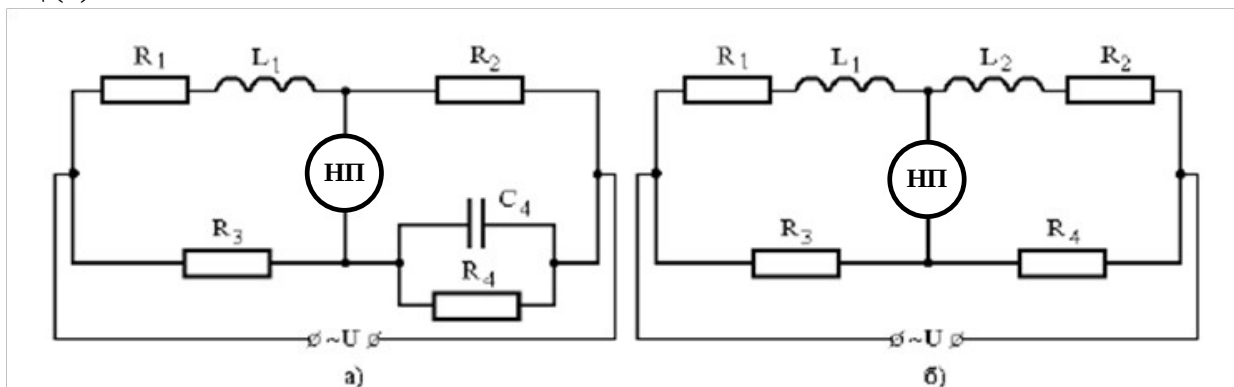 R1 L1 R2
НП
C4
R3
R4
∅ ~U ∅
а)
R1 L1 L2 R2
НП
R3 R4
∅ ~U ∅
б)